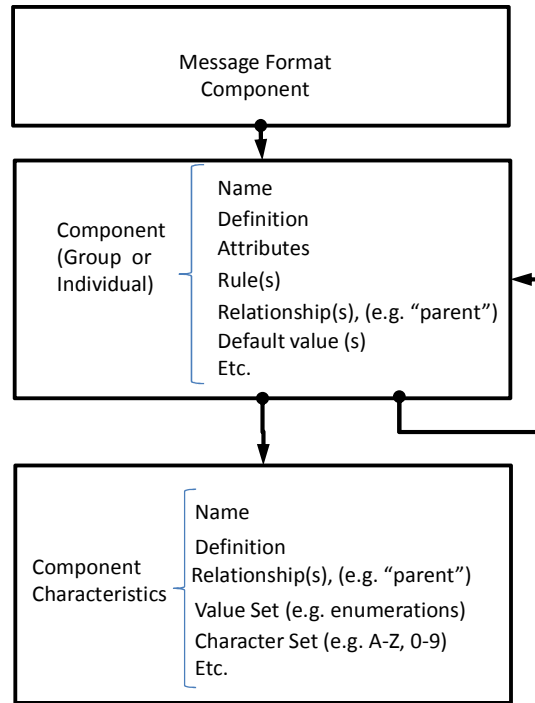 Message Format
Component
Component
(Group or
Individual)
Name
Definition
Attributes
Rule(s)
Relationship(s), (e.g. “parent”)
Default value (s)
Etc.
Component
Characteristics
Name
Definition
Relationship(s), (e.g. “parent”)
Value Set (e.g. enumerations)
Character Set (e.g. A-Z, 0-9)
Etc.